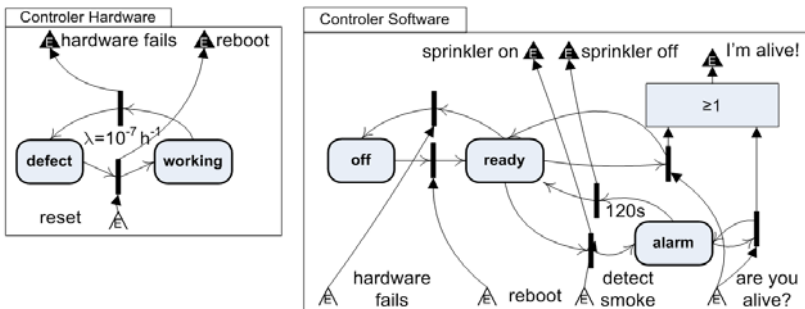 Controler Hardware
E hardware fails E reboot
λ=10⁻⁷h⁻¹
defect working
reset
E
Controler Software
sprinkler on E E sprinkler off E I'm alive!
≥1
off ready
120s
alarm
hardware fails
reboot
detect smoke
are you alive?
E E E E